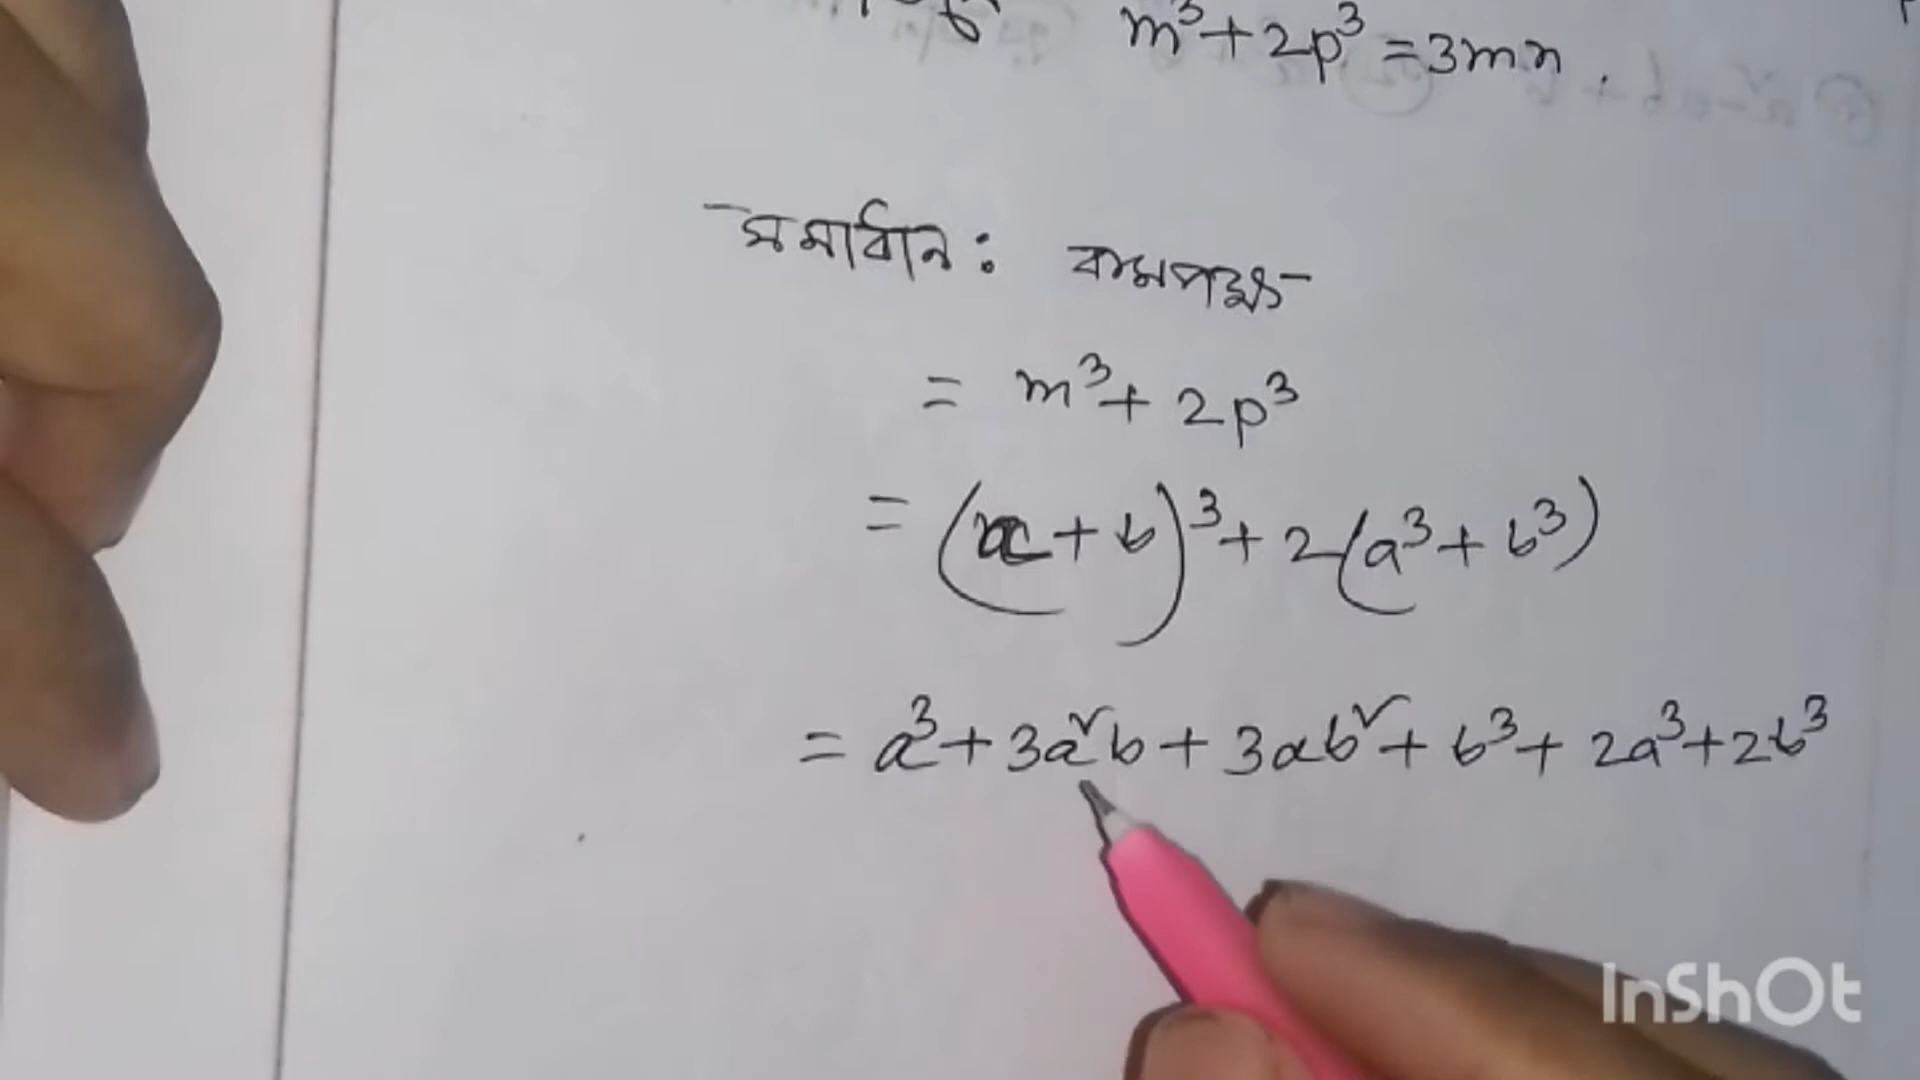 m³+2p³=3mn.
সমাধান: বামপক্ষ
= m³+ 2p³
= (a+b)³+2(a³+b³)
= a³+3a²b+3ab²+b³+2a³+2b³
InShOt